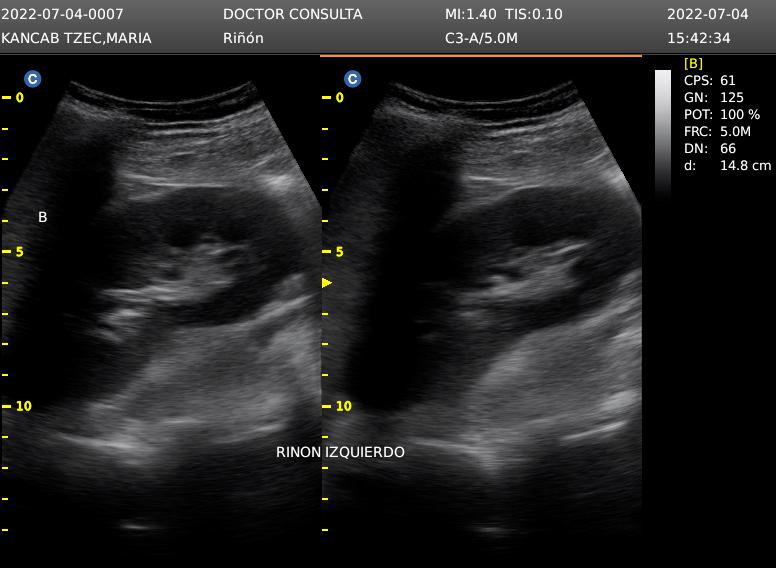 2022-07-04-0007 DOCTOR CONSULTA MI:1.40 TIS:0.10 2022-07-04
KANCAB TZEC,MARIA Riñón C3-A/5.0M 15:42:34
[B]
CPS: 61
GN: 125
POT: 100 %
FRC: 5.0M
DN: 66
d: 14.8 cm
C C
0 0
B
5 5
10 10
RINON IZQUIERDO